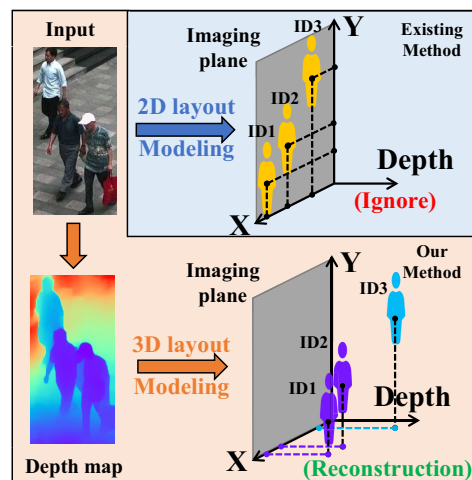 Input
2D layout
Modeling
Imaging
plane
Y
ID3
ID2
ID1
Existing
Method
Depth
(Ignore)
X
Depth map
3D layout
Modeling
Imaging
plane
Y
Our
Method
ID3
ID2
ID1
Depth
X
(Reconstruction)